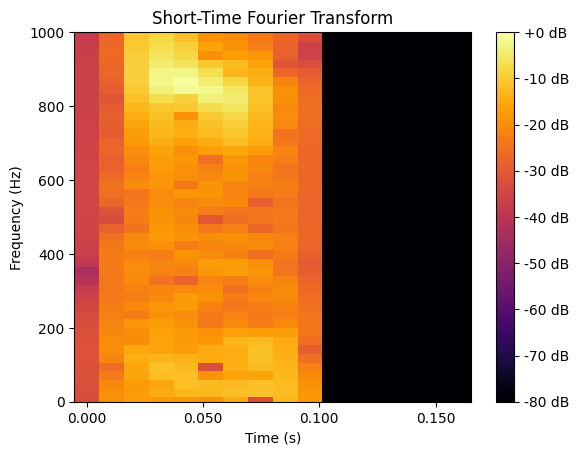 Short-Time Fourier Transform
1000
800
600
400
200
0
Frequency (Hz)
0.000
0.050
0.100
0.150
Time (s)
+0 dB
-10 dB
-20 dB
-30 dB
-40 dB
-50 dB
-60 dB
-70 dB
-80 dB